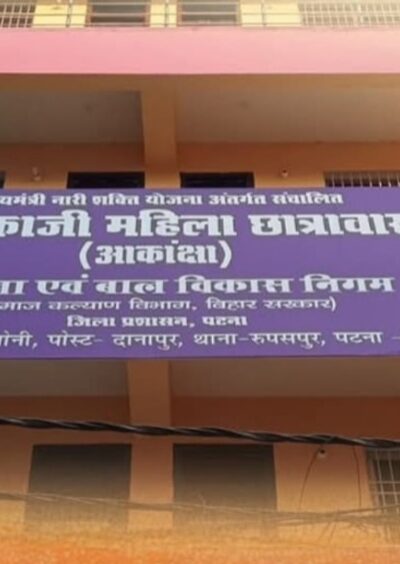 यमंत्री नारी शक्ति योजना अंतर्गत संचालित
काजी महिला छात्रावास
(आकांक्षा)
ा एवं बाल विकास निगम
माज कल्याण विभाग, बिहार सरकार)
जिला प्रशासन, पटना
ोनी, पोस्ट- दानापुर, थाना-रुपसपुर, पटना -